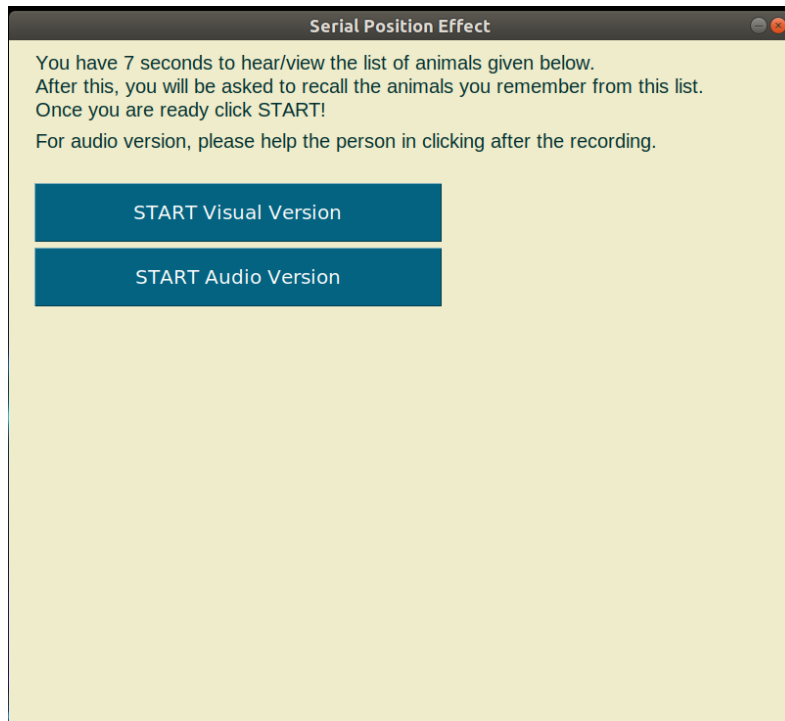 Serial Position Effect
You have 7 seconds to hear/view the list of animals given below.
After this, you will be asked to recall the animals you remember from this list.
Once you are ready click START!
For audio version, please help the person in clicking after the recording.
START Visual Version
START Audio Version